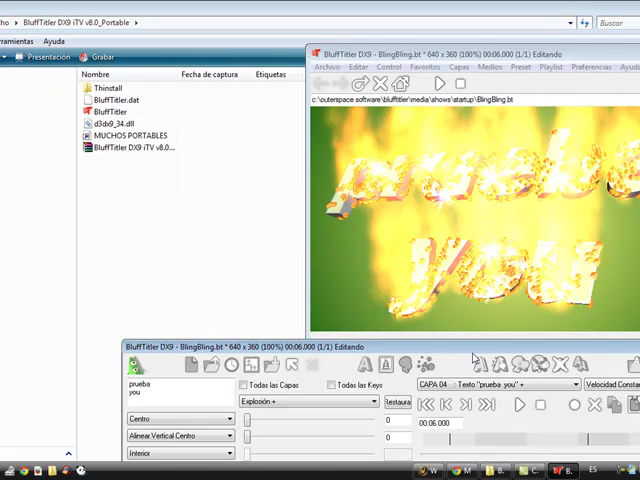 ho ▸ BluffTitler DX9 iTV v8.0_Portable ▸
Buscar
rramientas Ayuda
Presentación Grabar
Nombre Fecha de captura Etiquetas
Thinstall
BluffTitler.dat
BluffTitler
d3dx9_34.dll
MUCHOS PORTABLES
BluffTitler DX9 iTV v8.0...
BluffTitler DX9 - BlingBling.bt * 640 x 360 (100%) 00:06.000 (1/1) Editando
Archivo Editar Control Favoritos Capas Medios Preset Playlist Preferencias Ayuda
c:\outerspace software\blufftitler\media\shows\startup\BlingBling.bt
prueba
you
BluffTitler DX9 - BlingBling.bt * 640 x 360 (100%) 00:06.000 (1/1) Editando
prueba
you
Todas las Capas Todas las Keys
CAPA 04 : Texto "prueba you" +
Velocidad Constante
Explosión +
Restaura
Centro
0
00:06.000
Alinear Vertical Centro
0
Interior
W
M
B.
C.
B.
ES